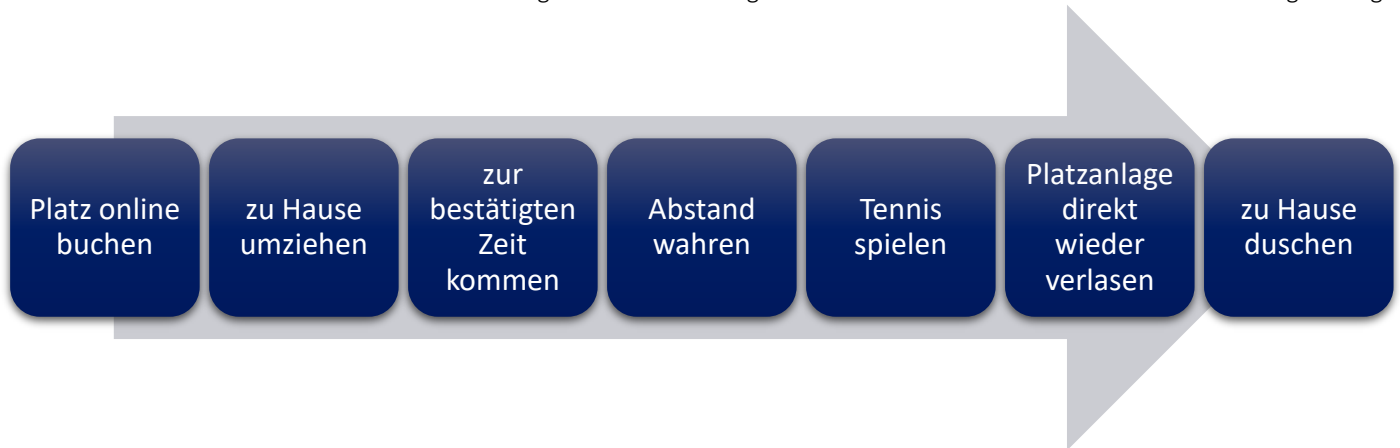 Platz online
buchen
zu Hause
umziehen
zur
bestätigten
Zeit
kommen
Abstand
wahren
Tennis
spielen
Platzanlage
direkt
wieder
verlasen
zu Hause
duschen